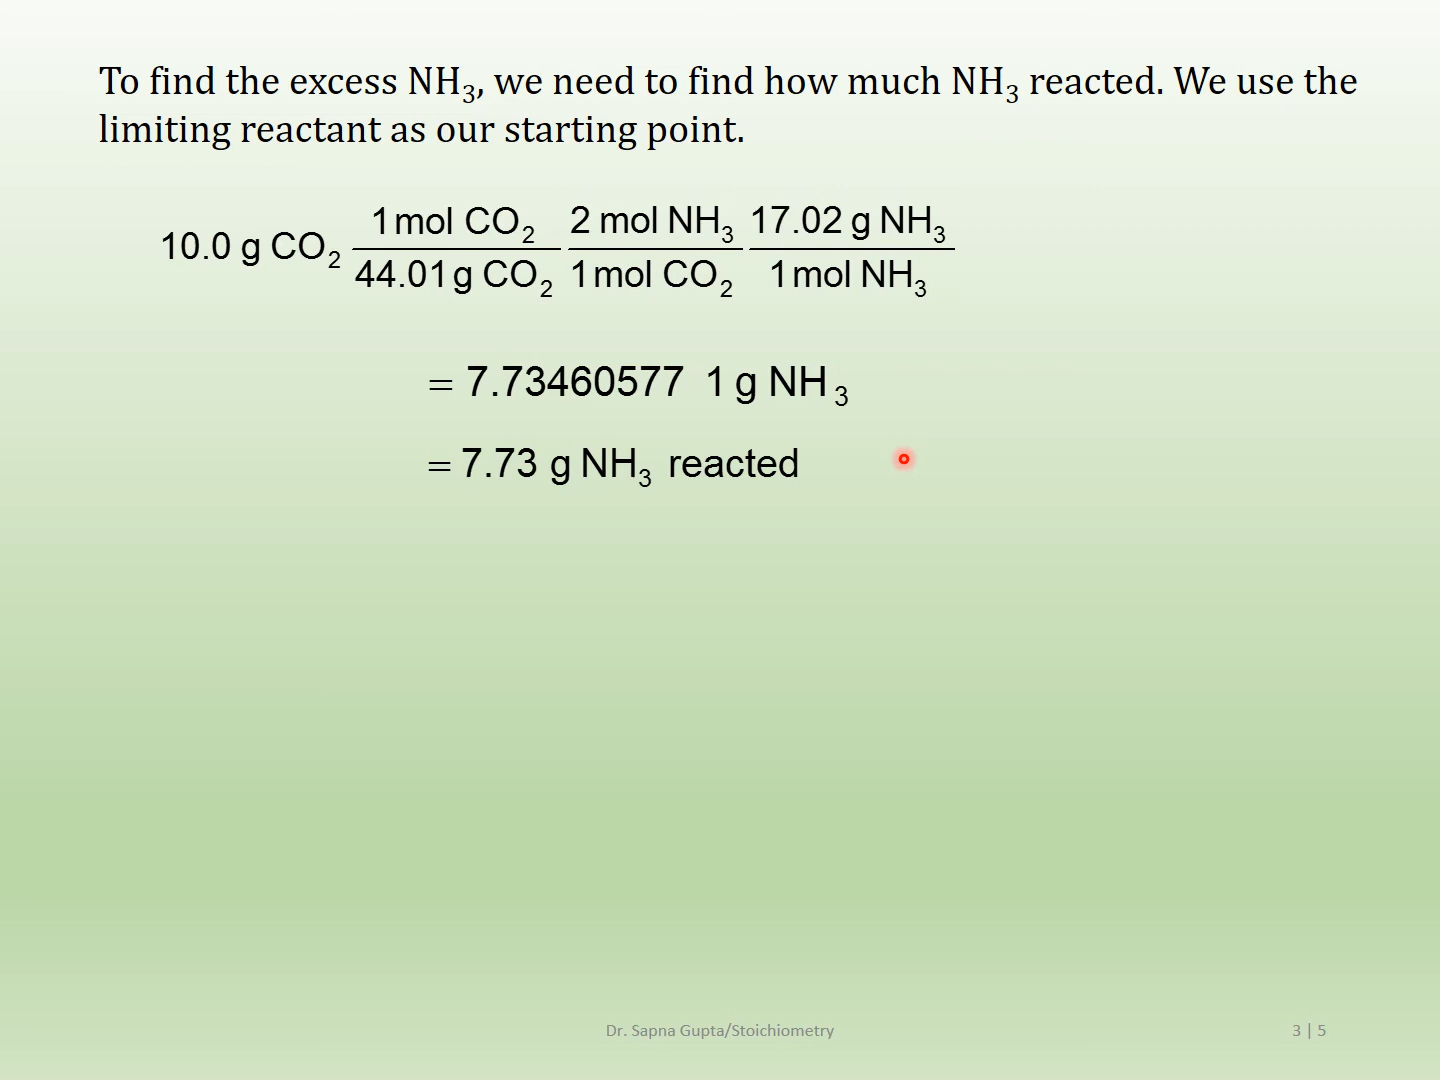 To find the excess NH₃, we need to find how much NH₃ reacted. We use the
limiting reactant as our starting point.
10.0 g CO₂ (1 mol CO₂ / 44.01 g CO₂) (2 mol NH₃ / 1 mol CO₂) (17.02 g NH₃ / 1 mol NH₃)
= 7.73460577 1 g NH₃
= 7.73 g NH₃ reacted
Dr. Sapna Gupta/Stoichiometry
3 | 5